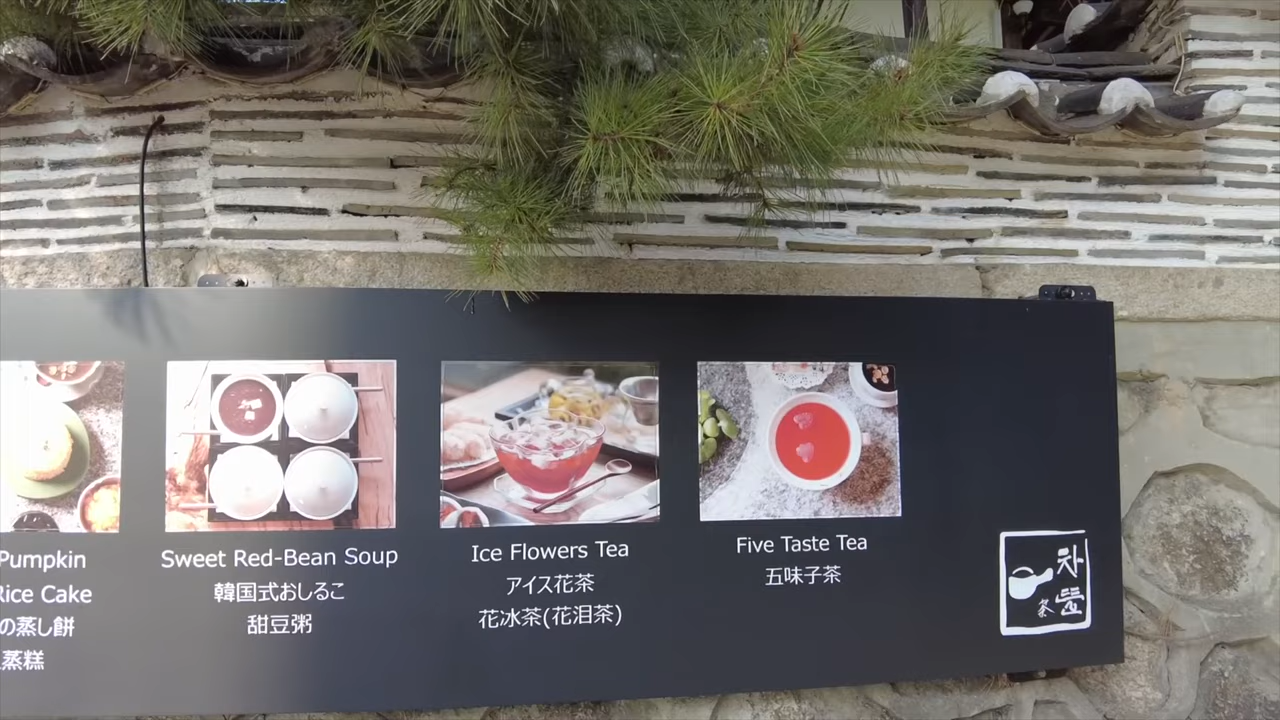 Pumpkin
Rice Cake
の蒸し餅
蒸糕
Sweet Red-Bean Soup
韓国式おしるこ
甜豆粥
Ice Flowers Tea
アイス花茶
花冰茶(花泪茶)
Five Taste Tea
五味子茶
차
茶